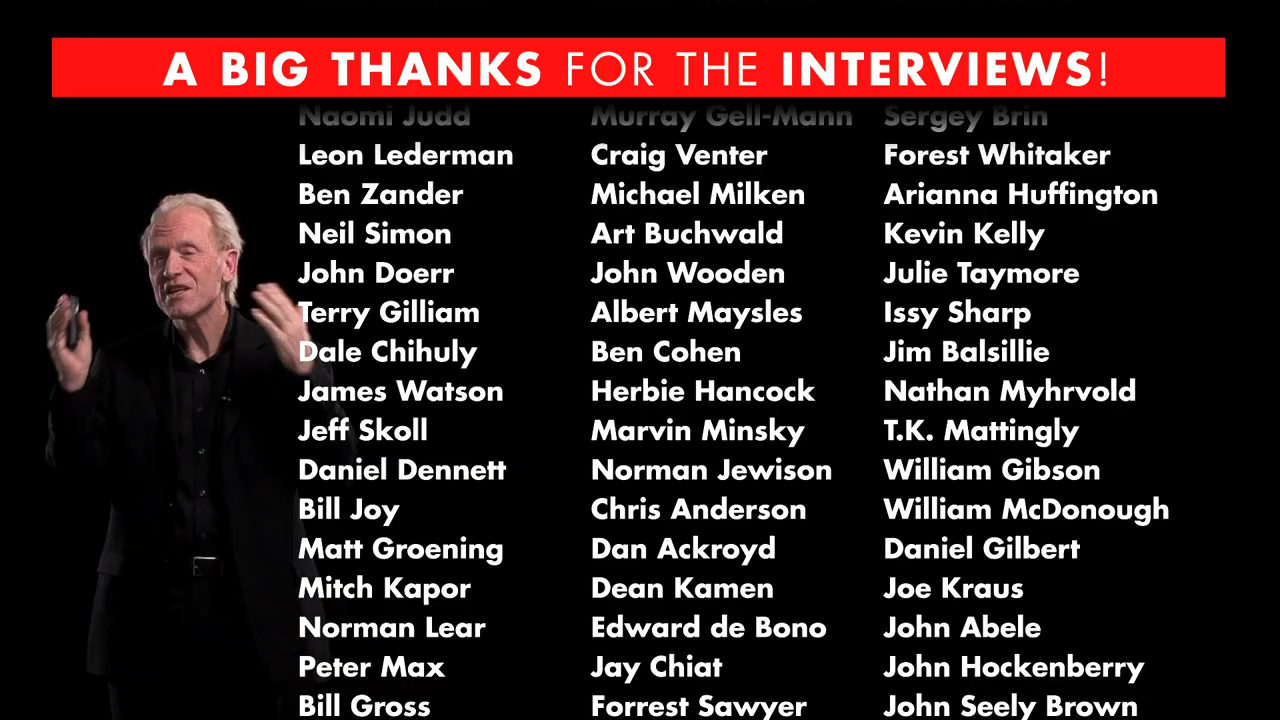 A BIG THANKS FOR THE INTERVIEWS!
Naomi Judd Murray Gell-Mann Sergey Brin
Leon Lederman Craig Venter Forest Whitaker
Ben Zander Michael Milken Arianna Huffington
Neil Simon Art Buchwald Kevin Kelly
John Doerr John Wooden Julie Taymore
Terry Gilliam Albert Maysles Issy Sharp
Dale Chihuly Ben Cohen Jim Balsillie
James Watson Herbie Hancock Nathan Myhrvold
Jeff Skoll Marvin Minsky T.K. Mattingly
Daniel Dennett Norman Jewison William Gibson
Bill Joy Chris Anderson William McDonough
Matt Groening Dan Ackroyd Daniel Gilbert
Mitch Kapor Dean Kamen Joe Kraus
Norman Lear Edward de Bono John Abele
Peter Max Jay Chiat John Hockenberry
Bill Gross Forrest Sawyer John Seely Brown